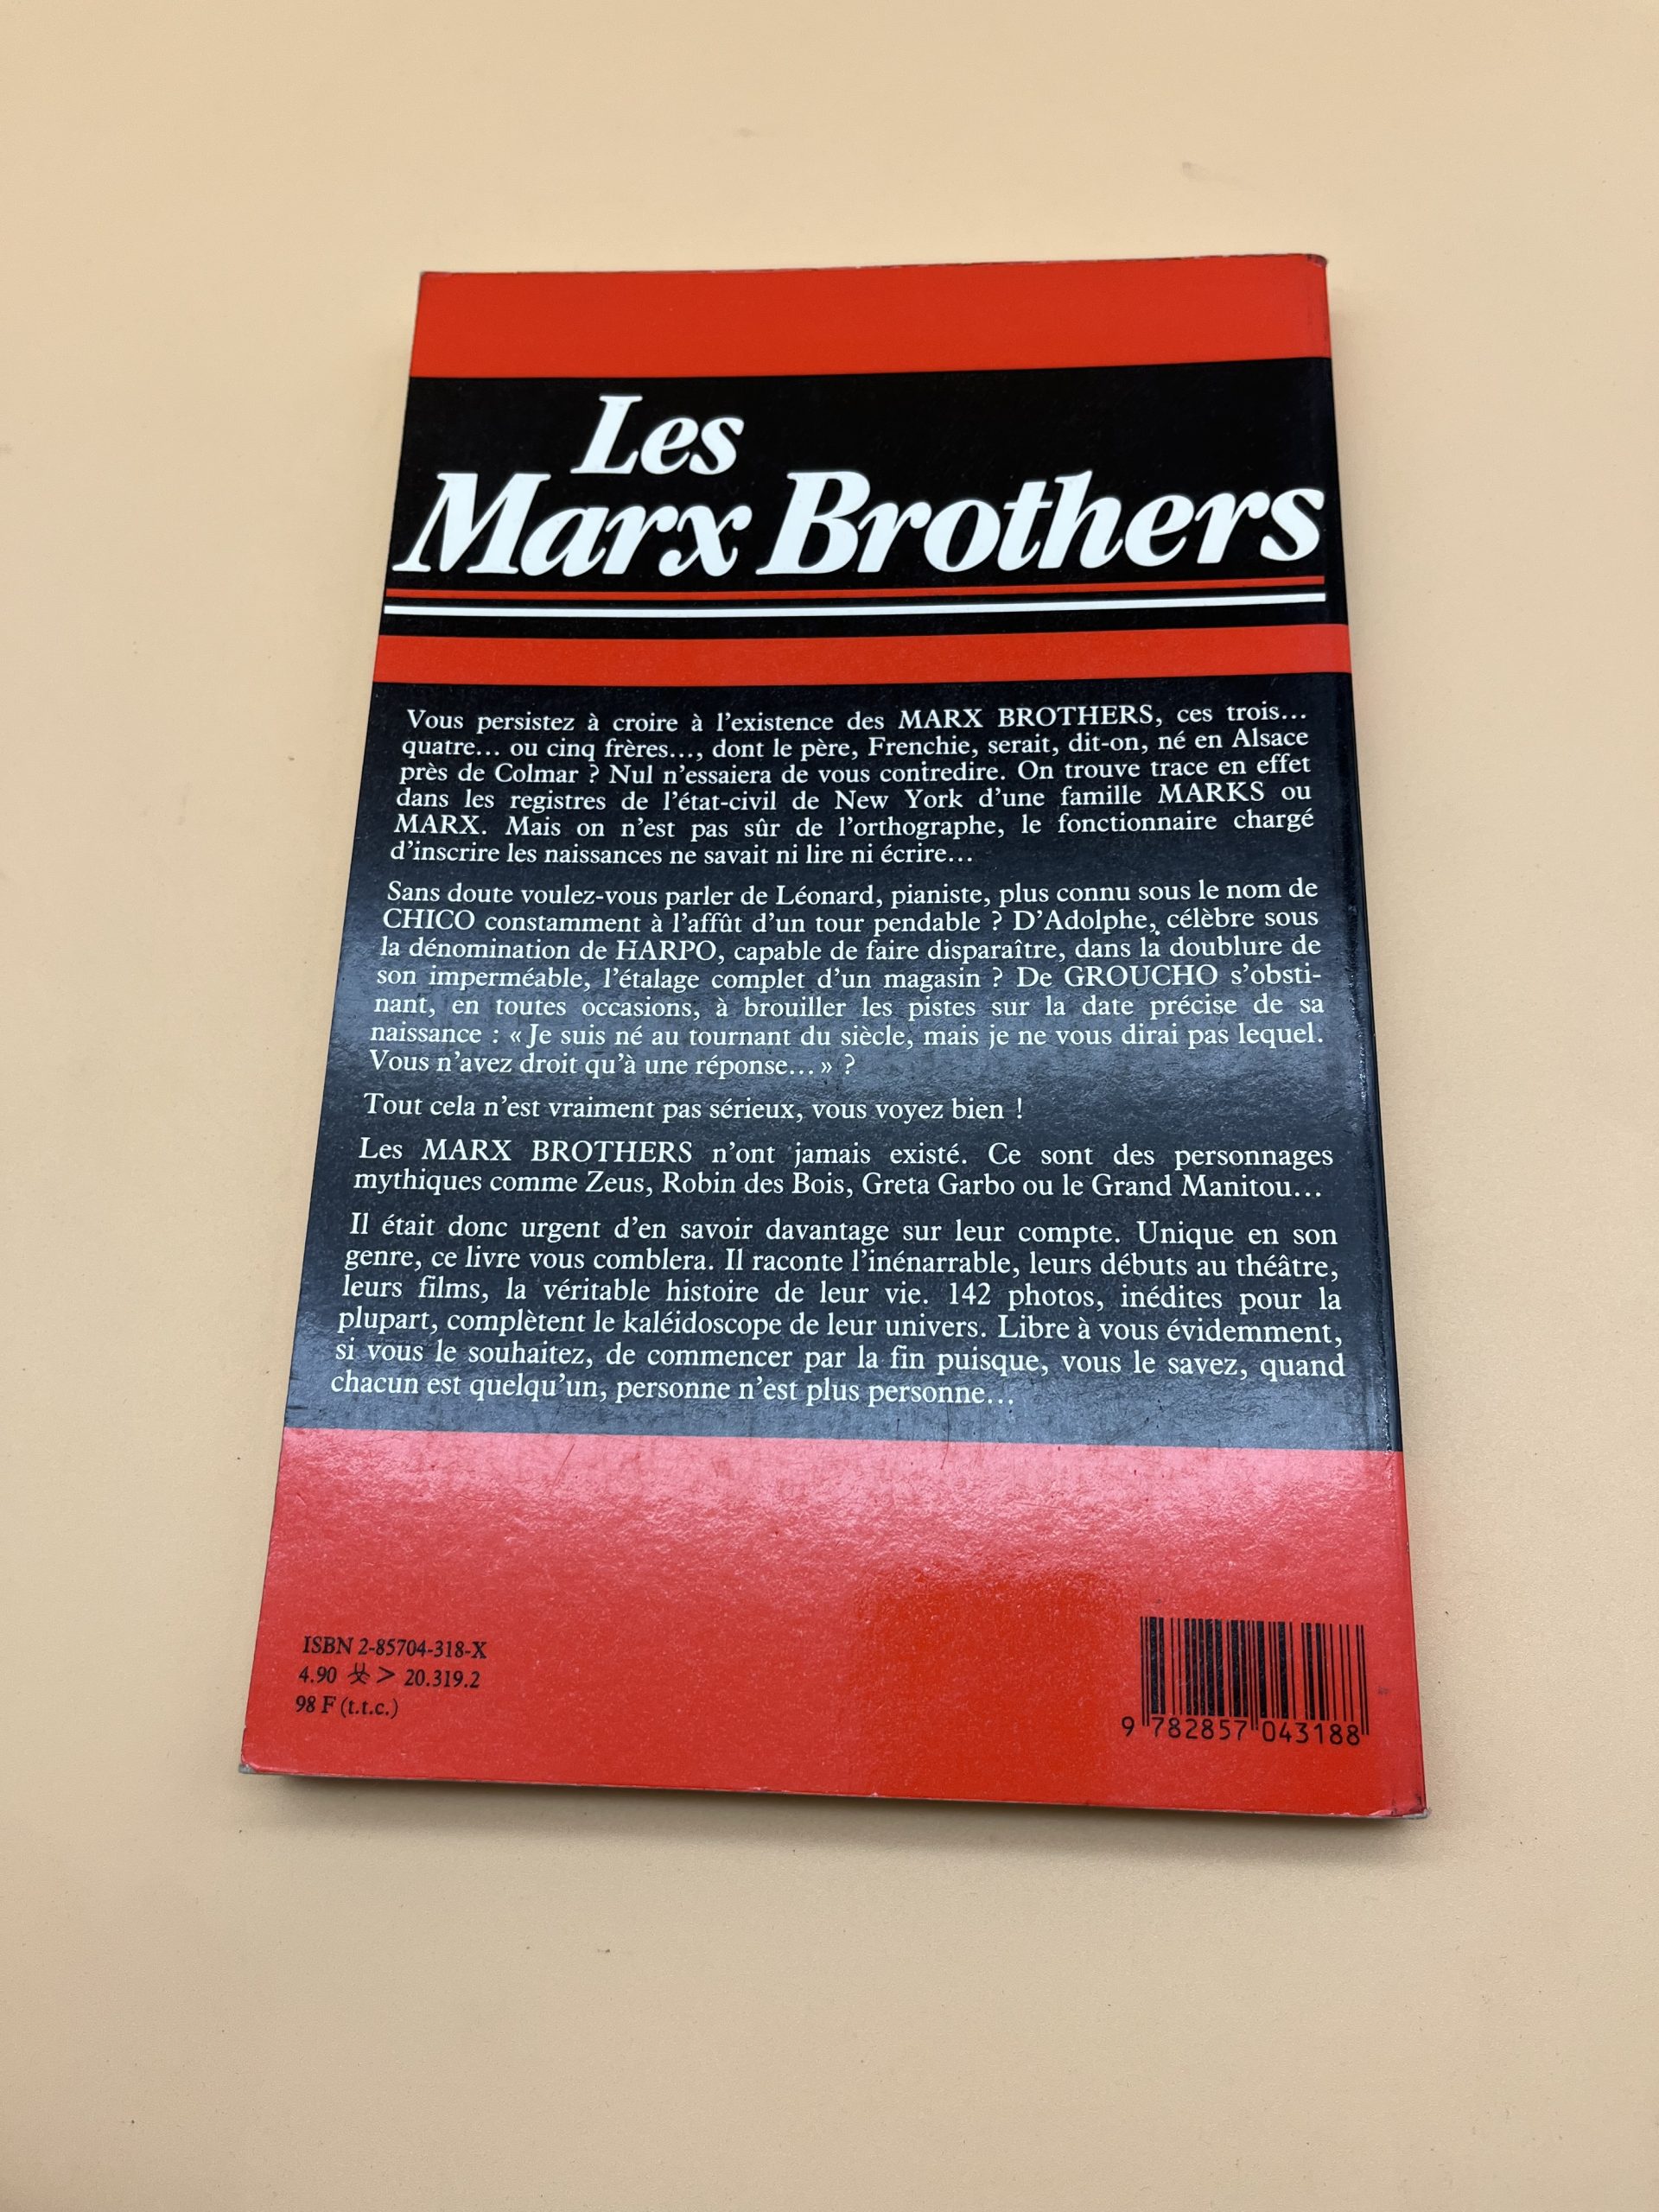 Les
Marx Brothers
Vous persistez à croire à l'existence des MARX BROTHERS, ces trois...
quatre... ou cinq frères..., dont le père, Frenchie, serait, dit-on, né en Alsace
près de Colmar ? Nul n'essaiera de vous contredire. On trouve trace en effet
dans les registres de l'état-civil de New York d'une famille MARKS ou
MARX. Mais on n'est pas sûr de l'orthographe, le fonctionnaire chargé
d'inscrire les naissances ne savait ni lire ni écrire...
Sans doute voulez-vous parler de Léonard, pianiste, plus connu sous le nom de
CHICO constamment à l'affût d'un tour pendable ? D'Adolphe, célèbre sous
la dénomination de HARPO, capable de faire disparaître, dans la doublure de
son imperméable, l'étalage complet d'un magasin ? De GROUCHO s'obsti-
nant, en toutes occasions, à brouiller les pistes sur la date précise de sa
naissance : « Je suis né au tournant du siècle, mais je ne vous dirai pas lequel.
Vous n'avez droit qu'à une réponse... » ?
Tout cela n'est vraiment pas sérieux, vous voyez bien !
Les MARX BROTHERS n'ont jamais existé. Ce sont des personnages
mythiques comme Zeus, Robin des Bois, Greta Garbo ou le Grand Manitou...
Il était donc urgent d'en savoir davantage sur leur compte. Unique en son
genre, ce livre vous comblera. Il raconte l'inénarrable, leurs débuts au théâtre,
leurs films, la véritable histoire de leur vie. 142 photos, inédites pour la
plupart, complètent le kaléidoscope de leur univers. Libre à vous évidemment,
si vous le souhaitez, de commencer par la fin puisque, vous le savez, quand
chacun est quelqu'un, personne n'est plus personne...
ISBN 2-85704-318-X
4.90 > 20.319.2
98 F (t.t.c.)
9 782857 043188